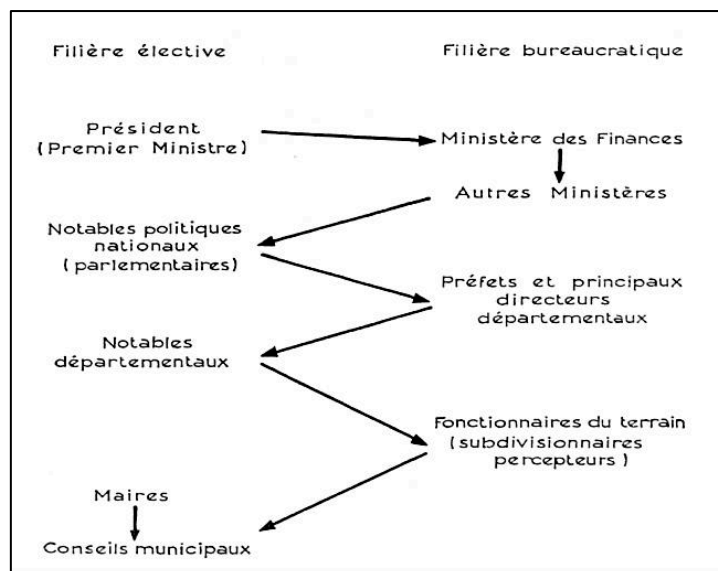 Filière élective
Filière bureaucratique
Président
(Premier Ministre)
Ministère des Finances
Autres Ministères
Notables politiques
nationaux
(parlementaires)
Préfets et principaux
directeurs
départementaux
Notables
départementaux
Fonctionnaires du terrain
(subdivisionnaires
percepteurs)
Maires
Conseils municipaux